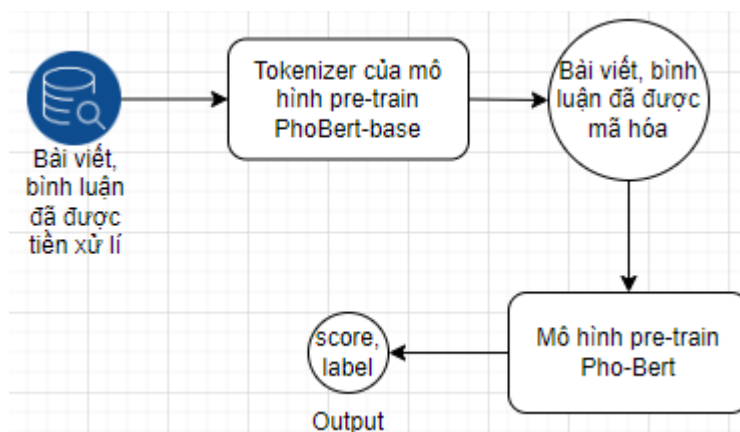 Bài viết,
bình luận
đã được
tiền xử lí
Tokenizer của mô
hình pre-train
PhoBert-base
Bài viết, bình
luận đã được
mã hóa
Mô hình pre-train
Pho-Bert
score,
label
Output